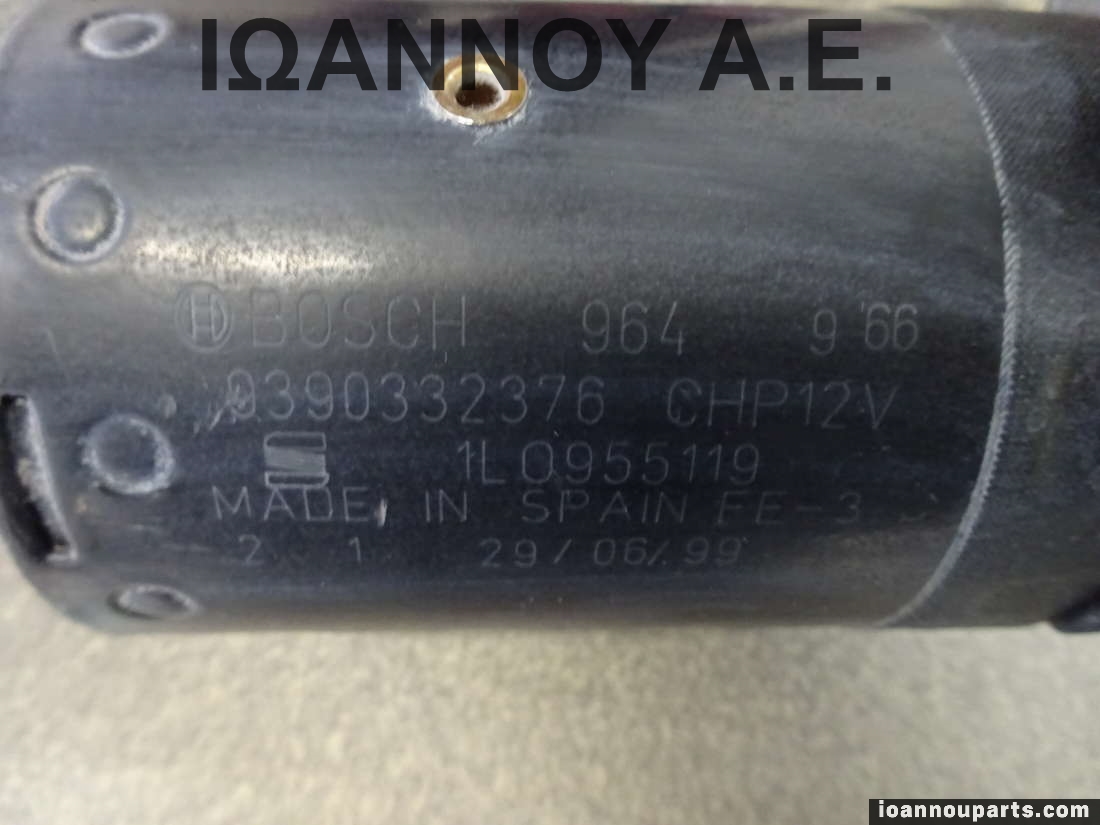 ΙΩΑΝΝΟΥ Α.Ε.
BOSCH 964 9'66
0390332376 CHP12V
1L0955119
MADE IN SPAIN FE-3
2 1 29/06/99
ioannouparts.com